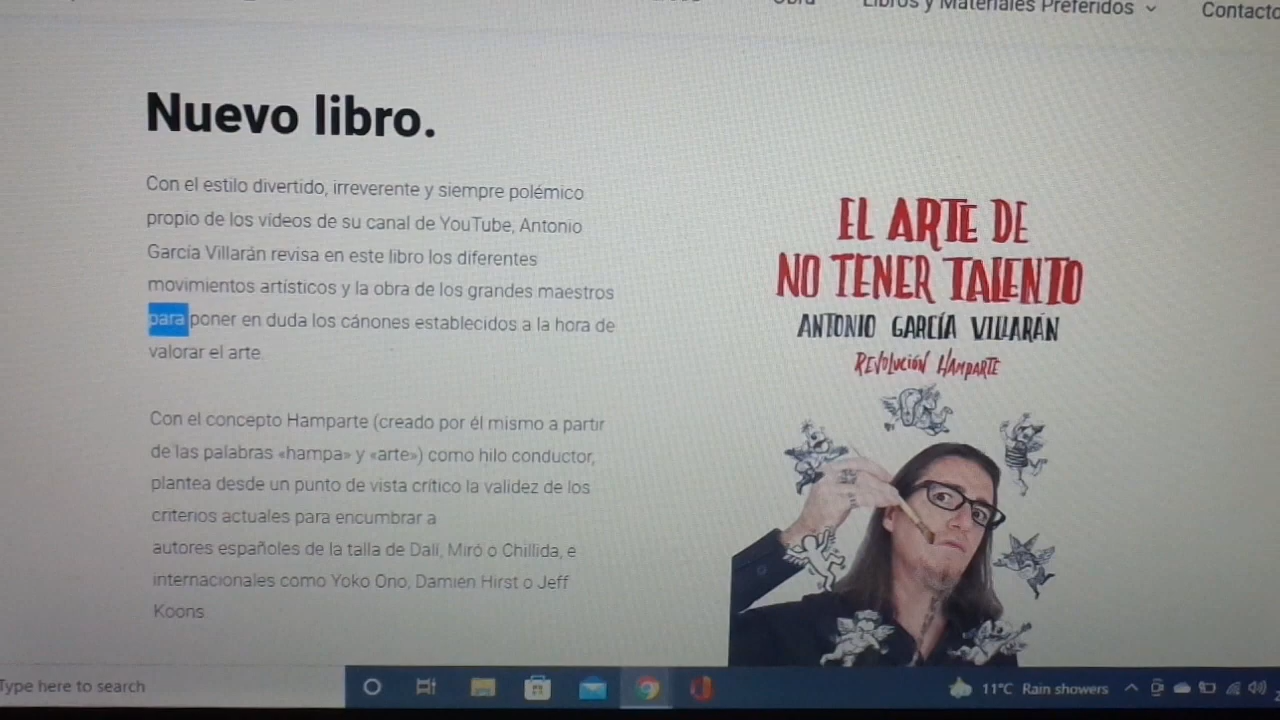 Libros y Materiales Preferidos
Contacto
Nuevo libro.
Con el estilo divertido, irreverente y siempre polémico
propio de los vídeos de su canal de YouTube, Antonio
García Villarán revisa en este libro los diferentes
movimientos artísticos y la obra de los grandes maestros
para poner en duda los cánones establecidos a la hora de
valorar el arte.
Con el concepto Hamparte (creado por él mismo a partir
de las palabras «hampa» y «arte») como hilo conductor,
plantea desde un punto de vista crítico la validez de los
criterios actuales para encumbrar a
autores españoles de la talla de Dalí, Miró o Chillida, e
internacionales como Yoko Ono, Damien Hirst o Jeff
Koons
EL ARTE DE
NO TENER TALENTO
ANTONIO GARCÍA VILLARÁN
REVOLUCIÓN HAMPARTE
Type here to search
11°C Rain showers